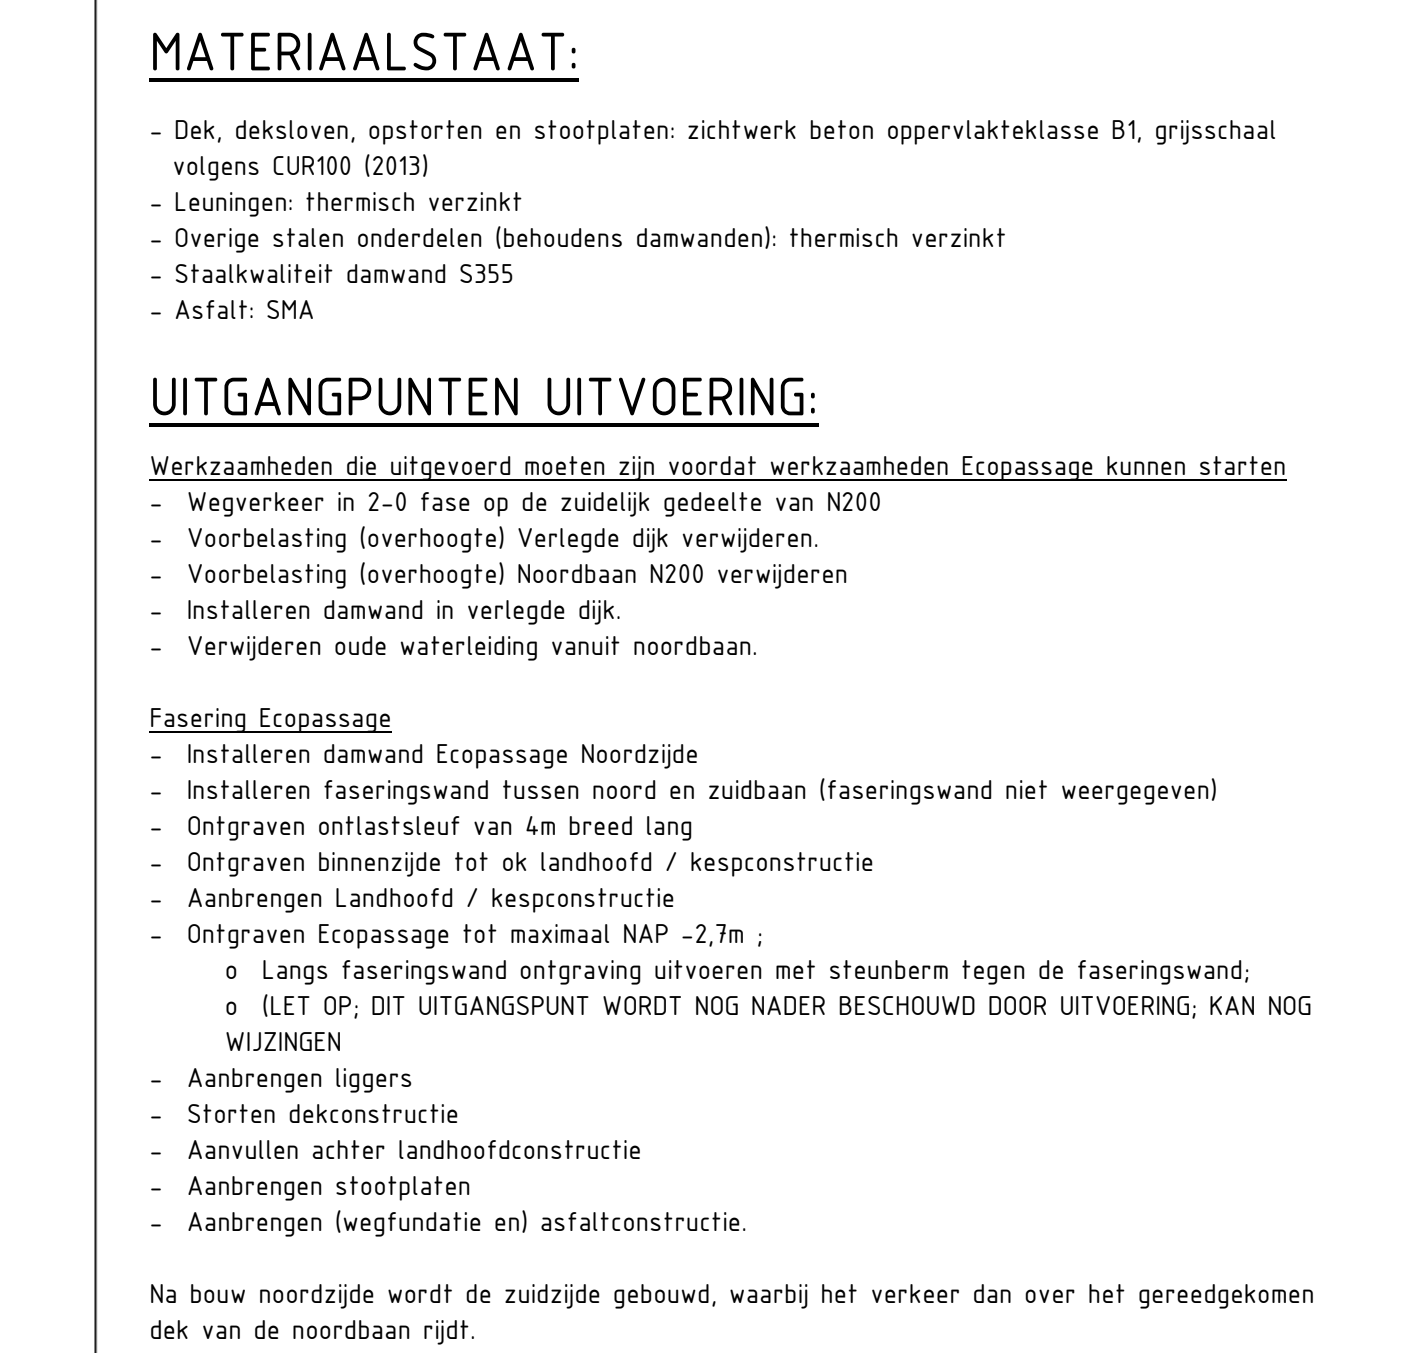 MATERIAALSTAAT:
- Dek, deksloven, opstorten en stootplaten: zichtwerk beton oppervlakteklasse B1, grijsschaal
volgens CUR100 (2013)
- Leuningen: thermisch verzinkt
- Overige stalen onderdelen (behoudens damwanden): thermisch verzinkt
- Staalkwaliteit damwand S355
- Asfalt: SMA
UITGANGPUNTEN UITVOERING:
Werkzaamheden die uitgevoerd moeten zijn voordat werkzaamheden Ecopassage kunnen starten
- Wegverkeer in 2-0 fase op de zuidelijk gedeelte van N200
- Voorbelasting (overhoogte) Verlegde dijk verwijderen.
- Voorbelasting (overhoogte) Noordbaan N200 verwijderen
- Installeren damwand in verlegde dijk.
- Verwijderen oude waterleiding vanuit noordbaan.
Fasering Ecopassage
- Installeren damwand Ecopassage Noordzijde
- Installeren faseringswand tussen noord en zuidbaan (faseringswand niet weergegeven)
- Ontgraven ontlastsleuf van 4m breed lang
- Ontgraven binnenzijde tot ok landhoofd / kespconstructie
- Aanbrengen Landhoofd / kespconstructie
- Ontgraven Ecopassage tot maximaal NAP -2,7m ;
o Langs faseringswand ontgraving uitvoeren met steunberm tegen de faseringswand;
o (LET OP; DIT UITGANGSPUNT WORDT NOG NADER BESCHOUWD DOOR UITVOERING; KAN NOG
WIJZINGEN
- Aanbrengen liggers
- Storten dekconstructie
- Aanvullen achter landhoofdconstructie
- Aanbrengen stootplaten
- Aanbrengen (wegfundatie en) asfaltconstructie.
Na bouw noordzijde wordt de zuidzijde gebouwd, waarbij het verkeer dan over het gereedgekomen
dek van de noordbaan rijdt.